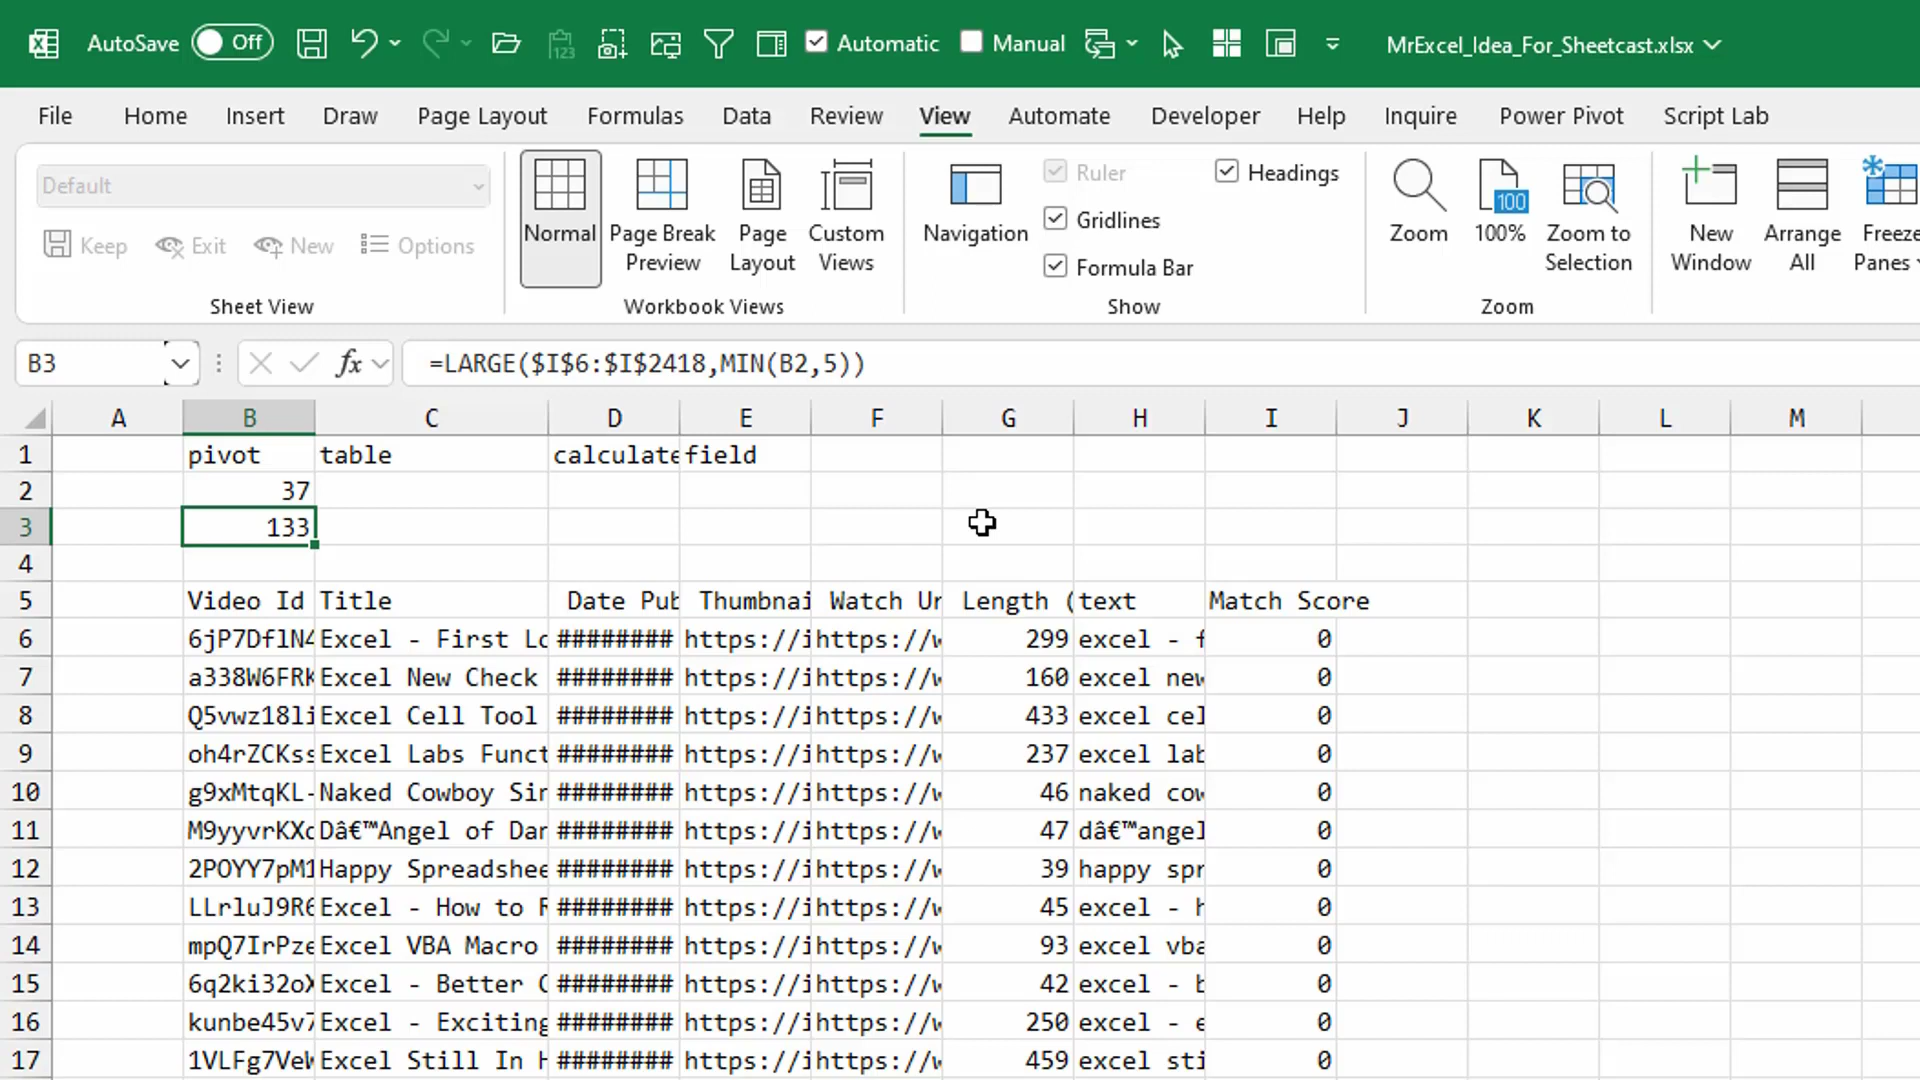 AutoSave Off Automatic Manual MrExcel_Idea_For_Sheetcast.xlsx
File Home Insert Draw Page Layout Formulas Data Review View Automate Developer Help Inquire Power Pivot Script Lab
Default
Keep Exit New Options
Sheet View
Normal Page Break Preview Page Layout Custom Views
Workbook Views
Navigation Ruler Gridlines Formula Bar Headings
Show
Zoom 100 100% Zoom to Selection
Zoom
New Window Arrange All Freeze Panes
B3 fx =LARGE($I$6:$I$2418,MIN(B2,5))
A B C D E F G H I J K L M
1 pivot table calculate field
2 37
3 133
4
5 Video Id Title Date Pub Thumbnai Watch Ur Length ( text Match Score
6 6jP7DflN4 Excel - First Lo ######## https://i https://w 299 excel - f 0
7 a338W6FRK Excel New Check ######## https://i https://w 160 excel new 0
8 Q5vwz18li Excel Cell Tool ######## https://i https://w 433 excel cel 0
9 oh4rZCKss Excel Labs Funct ######## https://i https://w 237 excel lab 0
10 g9xMtqKL- Naked Cowboy Sin ######## https://i https://w 46 naked cow 0
11 M9yyvrKXc Dâ€™Angel of Dan ######## https://i https://w 47 dâ€™angel 0
12 2POYY7pM1 Happy Spreadshee ######## https://i https://w 39 happy spr 0
13 LLrluJ9R6 Excel - How to R ######## https://i https://w 45 excel - h 0
14 mpQ7IrPze Excel VBA Macro ######## https://i https://w 93 excel vba 0
15 6q2ki32oX Excel - Better C ######## https://i https://w 42 excel - b 0
16 kunbe45v7 Excel - Exciting ######## https://i https://w 250 excel - e 0
17 1VLFg7VeW Excel Still In H ######## https://i https://w 459 excel sti 0